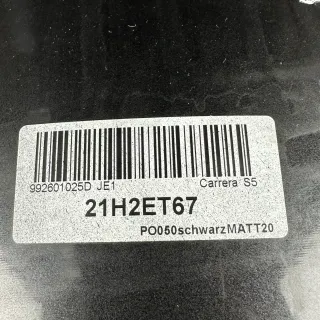 992601025D JE1 Carrera S5
21H2ET67
PO050schwarzMATT20